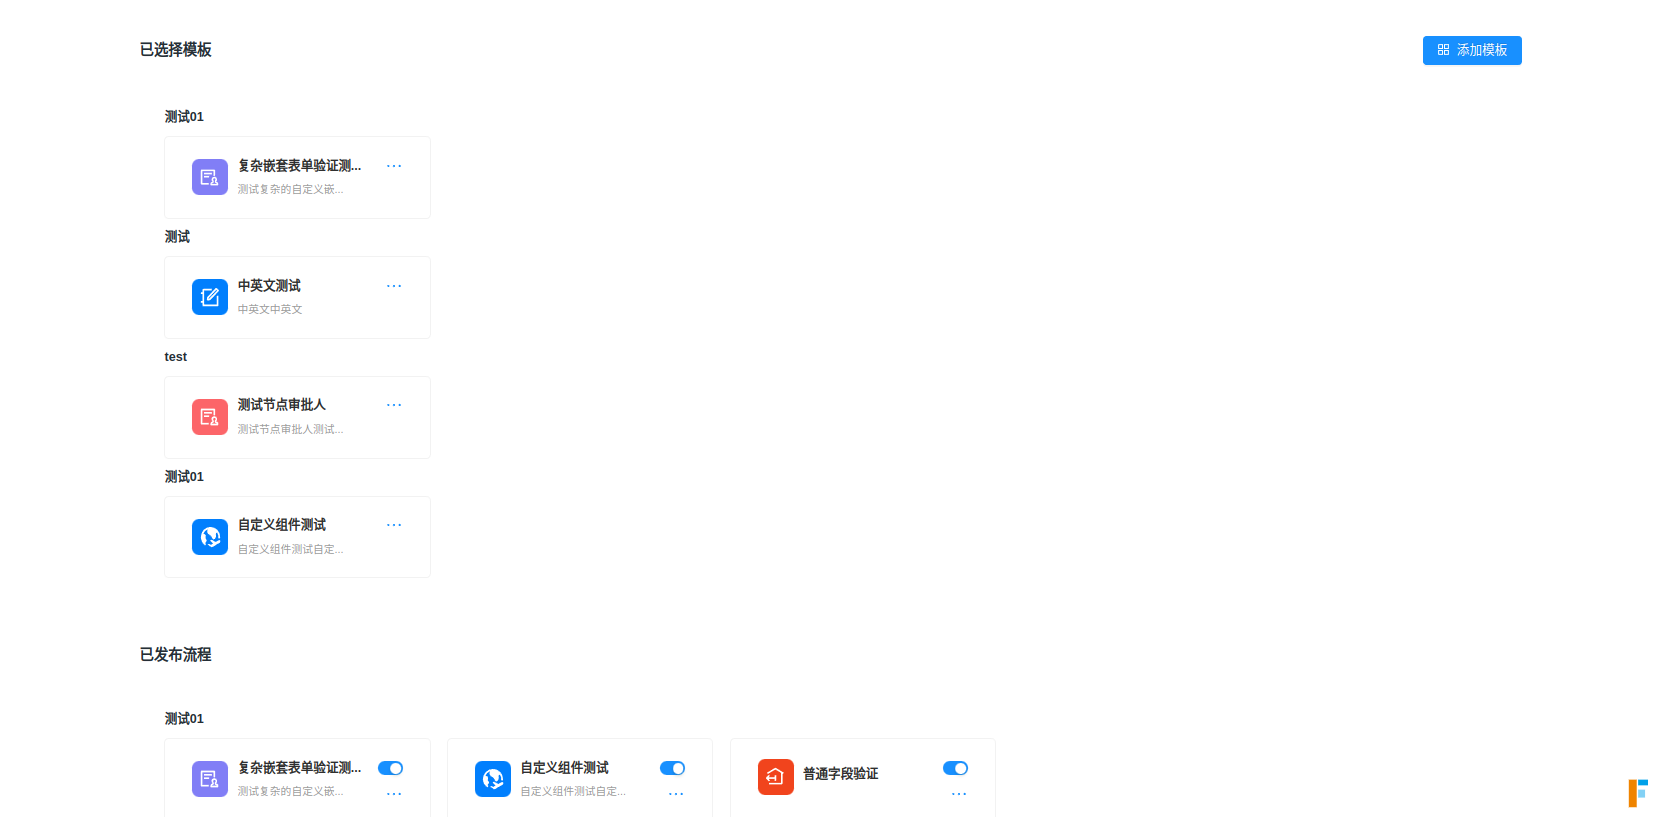 已选择模板
添加模板
测试01
复杂嵌套表单验证测...
测试复杂的自定义嵌...
测试
中英文测试
中英文中英文
test
测试节点审批人
测试节点审批人测试...
测试01
自定义组件测试
自定义组件测试自定...
已发布流程
测试01
复杂嵌套表单验证测...
测试复杂的自定义嵌...
自定义组件测试
自定义组件测试自定...
普通字段验证